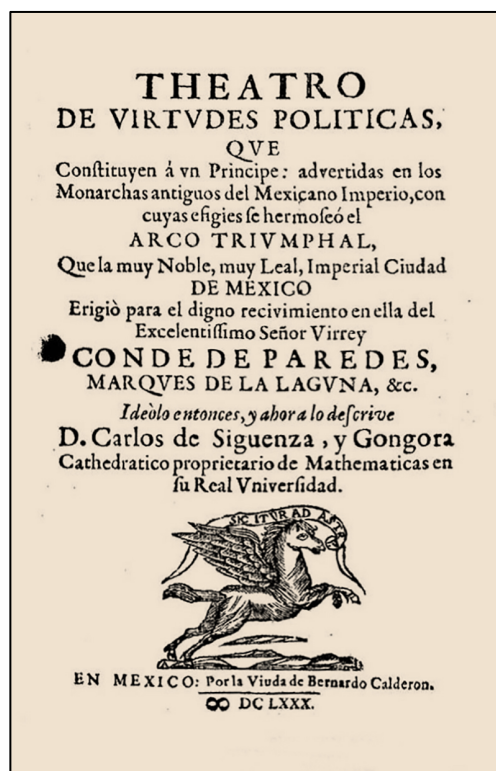 THEATRO
DE VIRTVDES POLITICAS,
QVE
Conſtituyen á vn Principe: advertidas en los
Monarchas antiguos del Mexicano Imperio, con
cuyas efigies ſe hermoſeó el
ARCO TRIVMPHAL,
Que la muy Noble, muy Leal, Imperial Ciudad
DE MEXICO
Erigiò para el digno recivimiento en ella del
Excelentiſſimo Señor Virrey
CONDE DE PAREDES,
MARQVES DE LA LAGVNA, &c.
Ideòlo entonces, y ahora lo deſcrive
D. Carlos de Siguenza, y Gongora
Cathedratico proprietario de Mathematicas en
ſu Real Vniverſidad.
SIC ITVR AD ASTRA
EN MEXICO: Por la Viuda de Bernardo Calderon.
ꝏ DC LXXX.